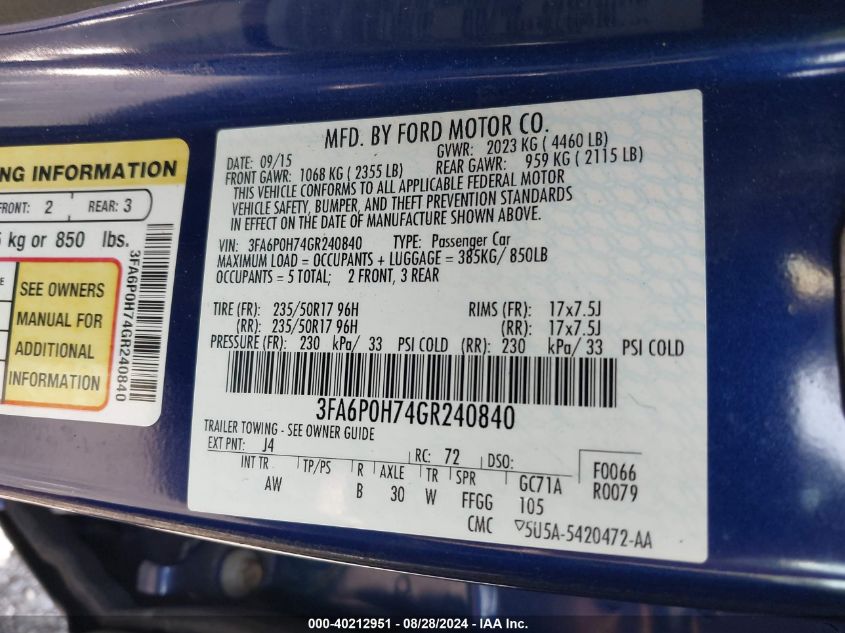 NG INFORMATION
FRONT: 2 REAR: 3
kg or 850 lbs.
SEE OWNERS
MANUAL FOR
ADDITIONAL
INFORMATION
3FA6P0H74GR240840
MFD. BY FORD MOTOR CO.
DATE: 09/15 GVWR: 2023 KG ( 4460 LB)
FRONT GAWR: 1068 KG ( 2355 LB) REAR GAWR: 959 KG ( 2115 LB)
THIS VEHICLE CONFORMS TO ALL APPLICABLE FEDERAL MOTOR
VEHICLE SAFETY, BUMPER, AND THEFT PREVENTION STANDARDS
IN EFFECT ON THE DATE OF MANUFACTURE SHOWN ABOVE.
VIN: 3FA6P0H74GR240840 TYPE: Passenger Car
MAXIMUM LOAD = OCCUPANTS + LUGGAGE = 385KG/ 850LB
OCCUPANTS = 5 TOTAL; 2 FRONT, 3 REAR
TIRE (FR): 235/50R17 96H RIMS (FR): 17x7.5J
(RR): 235/50R17 96H (RR): 17x7.5J
PRESSURE (FR): 230 kPa/ 33 PSI COLD (RR): 230 kPa/ 33 PSI COLD
3FA6P0H74GR240840
TRAILER TOWING - SEE OWNER GUIDE
EXT PNT: J4 RC: 72 DSO: F0066
INT TR TP/PS R AXLE TR SPR GC71A R0079
AW B 30 W FFGG 105
CMC 5U5A-5420472-AA
000-40212951 - 08/28/2024 - IAA, Inc.